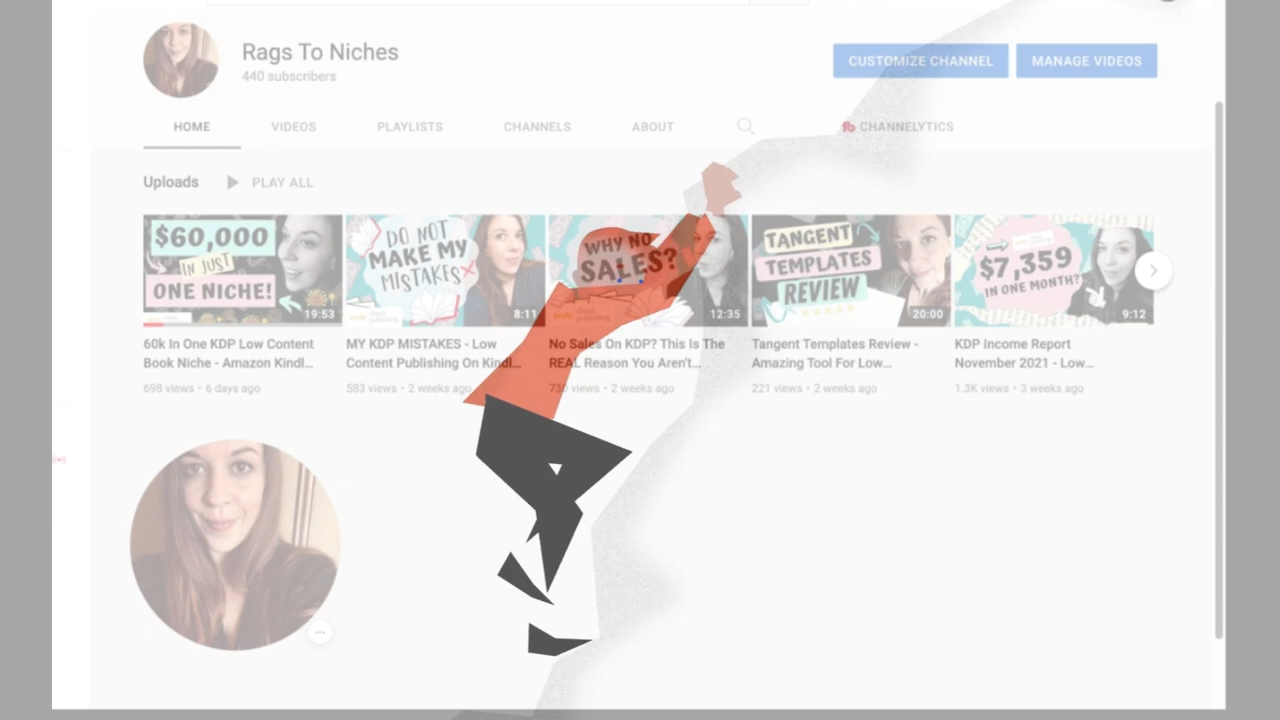 Rags To Niches
440 subscribers
CUSTOMIZE CHANNEL
MANAGE VIDEOS
HOME
VIDEOS
PLAYLISTS
CHANNELS
ABOUT
CHANNELYTICS
Uploads
PLAY ALL
$60,000
IN JUST
ONE NICHE!
19:53
DO NOT
MAKE MY
MISTAKES
8:11
WHY NO
SALES?
12:35
TANGENT
TEMPLATES
REVIEW
20:00
$7,359
IN ONE MONTH?
9:12
60k In One KDP Low Content
Book Niche - Amazon Kindl...
698 views • 6 days ago
MY KDP MISTAKES - Low
Content Publishing On Kindl...
583 views • 2 weeks ago
No Sales On KDP? This Is The
REAL Reason You Aren't...
730 views • 2 weeks ago
Tangent Templates Review -
Amazing Tool For Low...
221 views • 2 weeks ago
KDP Income Report
November 2021 - Low...
1.3K views • 3 weeks ago